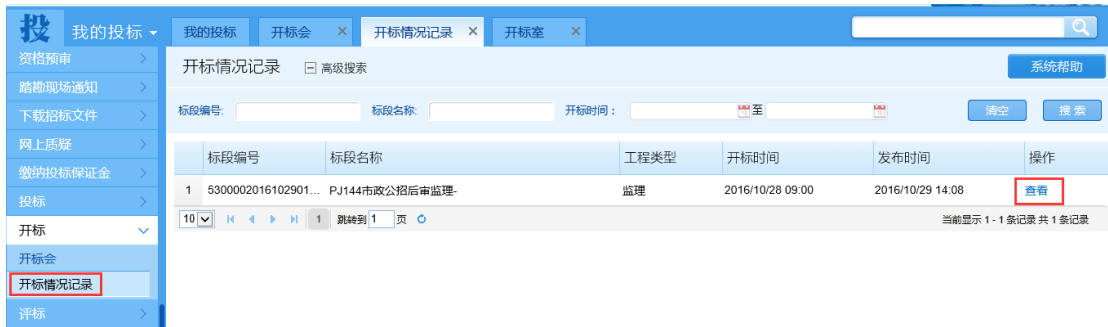 投 我的投标
我的投标 开标会 × 开标情况记录 × 开标室 ×
资格预审
踏勘现场通知
下载招标文件
网上质疑
缴纳投标保证金
投标
开标
开标会
开标情况记录
评标
开标情况记录 高级搜索 系统帮助
标段编号: 标段名称: 开标时间: 至 清空 搜索
标段编号 标段名称 工程类型 开标时间 发布时间 操作
1 5300002016102901... PJ144市政公招后审监理- 监理 2016/10/28 09:00 2016/10/29 14:08 查看
10 1 跳转到 1 页 当前显示 1 - 1 条记录 共 1 条记录